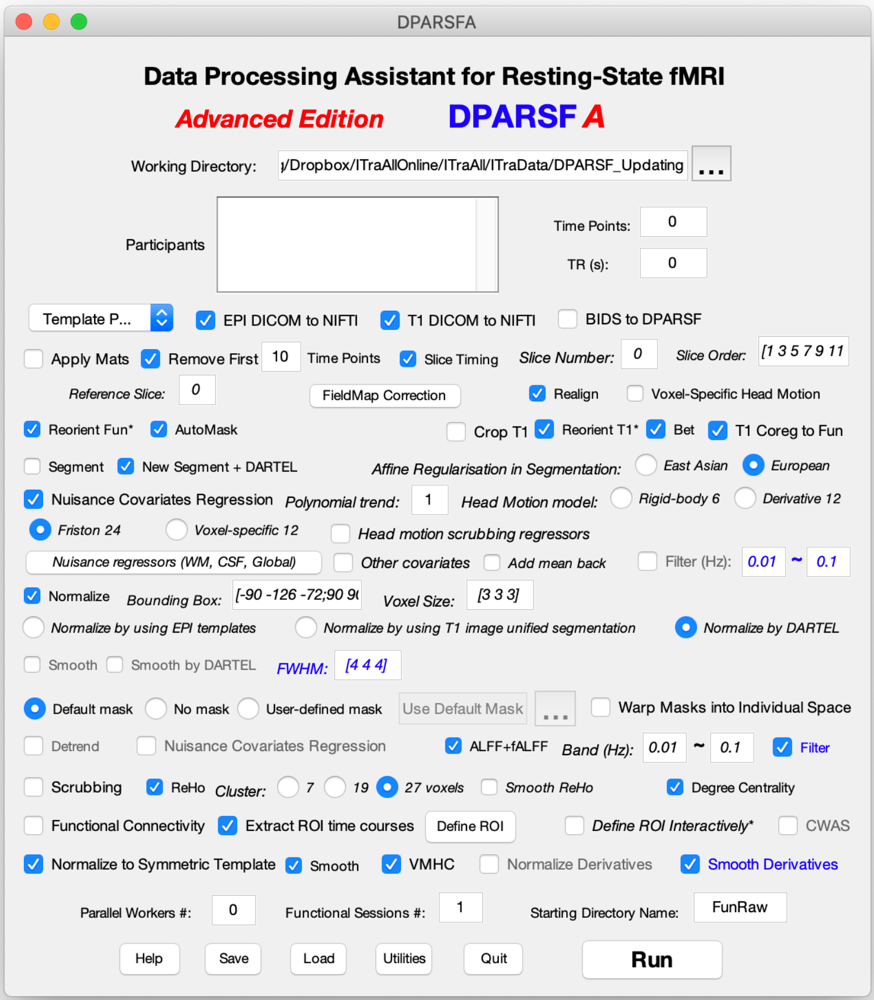 DPARSFA
Data Processing Assistant for Resting-State fMRI
Advanced Edition DPARSF A
Working Directory: /Dropbox/ITraAllOnline/ITraAll/ITraData/DPARSF_Updating ...
Participants
Time Points: 0
TR (s): 0
Template P... EPI DICOM to NIFTI T1 DICOM to NIFTI BIDS to DPARSF
Apply Mats Remove First 10 Time Points Slice Timing Slice Number: 0 Slice Order: [1 3 5 7 9 11
Reference Slice: 0 FieldMap Correction Realign Voxel-Specific Head Motion
Reorient Fun* AutoMask Crop T1 Reorient T1* Bet T1 Coreg to Fun
Segment New Segment + DARTEL Affine Regularisation in Segmentation: East Asian European
Nuisance Covariates Regression Polynomial trend: 1 Head Motion model: Rigid-body 6 Derivative 12
Friston 24 Voxel-specific 12 Head motion scrubbing regressors
Nuisance regressors (WM, CSF, Global) Other covariates Add mean back Filter (Hz): 0.01 ~ 0.1
Normalize Bounding Box: [-90 -126 -72;90 Voxel Size: [3 3 3]
Normalize by using EPI templates Normalize by using T1 image unified segmentation Normalize by DARTEL
Smooth Smooth by DARTEL FWHM: [4 4 4]
Default mask No mask User-defined mask Use Default Mask ... Warp Masks into Individual Space
Detrend Nuisance Covariates Regression ALFF+fALFF Band (Hz): 0.01 ~ 0.1 Filter
Scrubbing ReHo Cluster: 7 19 27 voxels Smooth ReHo Degree Centrality
Functional Connectivity Extract ROI time courses Define ROI Define ROI Interactively* CWAS
Normalize to Symmetric Template Smooth VMHC Normalize Derivatives Smooth Derivatives
Parallel Workers #: 0 Functional Sessions #: 1 Starting Directory Name: FunRaw
Help Save Load Utilities Quit Run